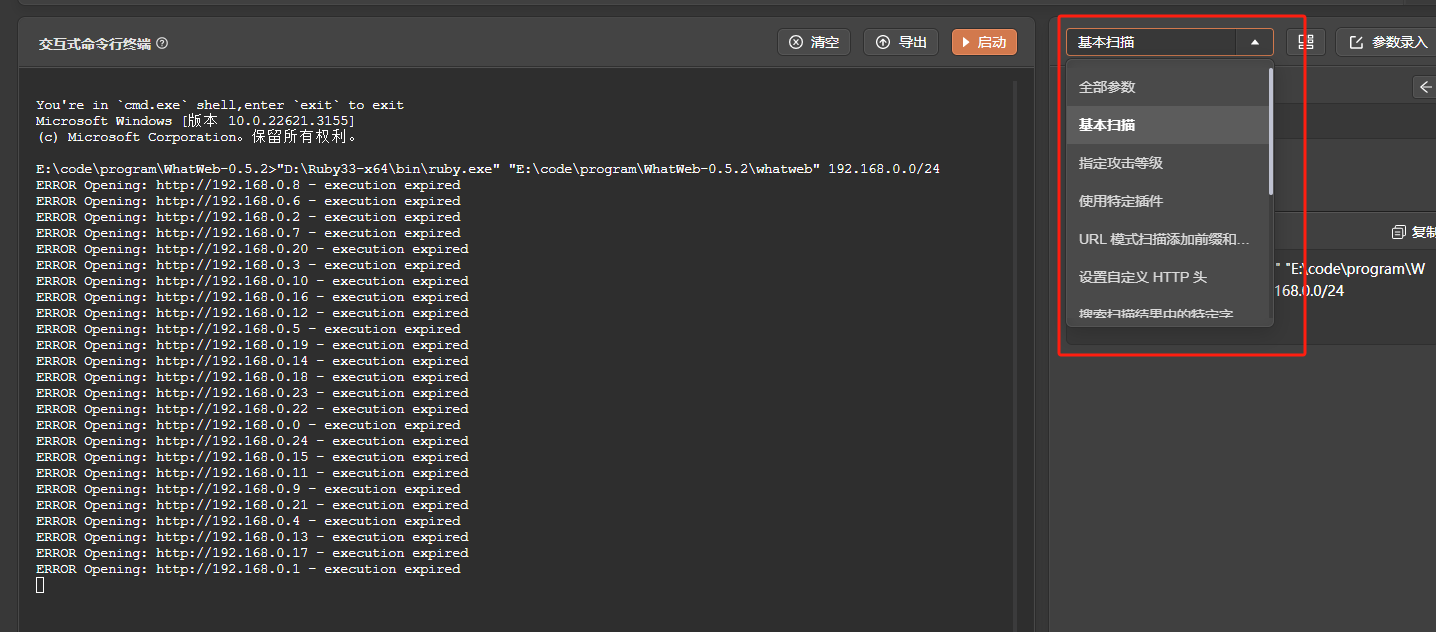 交互式命令行终端
清空
导出
启动
You're in `cmd.exe` shell,enter `exit` to exit
Microsoft Windows [版本 10.0.22621.3155]
(c) Microsoft Corporation。保留所有权利。
E:\code\program\WhatWeb-0.5.2>"D:\Ruby33-x64\bin\ruby.exe" "E:\code\program\WhatWeb-0.5.2\whatweb" 192.168.0.0/24
ERROR Opening: http://192.168.0.8 - execution expired
ERROR Opening: http://192.168.0.6 - execution expired
ERROR Opening: http://192.168.0.2 - execution expired
ERROR Opening: http://192.168.0.7 - execution expired
ERROR Opening: http://192.168.0.20 - execution expired
ERROR Opening: http://192.168.0.3 - execution expired
ERROR Opening: http://192.168.0.10 - execution expired
ERROR Opening: http://192.168.0.16 - execution expired
ERROR Opening: http://192.168.0.12 - execution expired
ERROR Opening: http://192.168.0.5 - execution expired
ERROR Opening: http://192.168.0.19 - execution expired
ERROR Opening: http://192.168.0.14 - execution expired
ERROR Opening: http://192.168.0.18 - execution expired
ERROR Opening: http://192.168.0.23 - execution expired
ERROR Opening: http://192.168.0.22 - execution expired
ERROR Opening: http://192.168.0.0 - execution expired
ERROR Opening: http://192.168.0.24 - execution expired
ERROR Opening: http://192.168.0.15 - execution expired
ERROR Opening: http://192.168.0.11 - execution expired
ERROR Opening: http://192.168.0.9 - execution expired
ERROR Opening: http://192.168.0.21 - execution expired
ERROR Opening: http://192.168.0.4 - execution expired
ERROR Opening: http://192.168.0.13 - execution expired
ERROR Opening: http://192.168.0.17 - execution expired
ERROR Opening: http://192.168.0.1 - execution expired
基本扫描
参数录入
全部参数
基本扫描
指定攻击等级
使用特定插件
URL 模式扫描添加前缀和...
设置自定义 HTTP 头
搜索扫描结果中的特定字
复制
" "E:\code\program\W
168.0.0/24